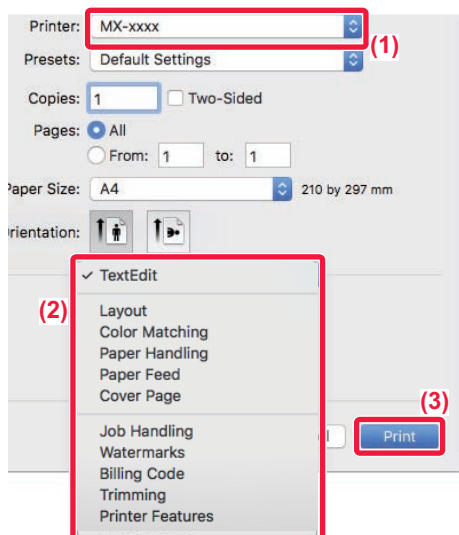 Printer: MX-xxxx
(1)
Presets: Default Settings
Copies: 1 Two-Sided
Pages: All
From: 1 to: 1
Paper Size: A4 210 by 297 mm
rientation:
✓ TextEdit
(2)
Layout
Color Matching
Paper Handling
Paper Feed
Cover Page
(3)
Job Handling
Print
Watermarks
Billing Code
Trimming
Printer Features